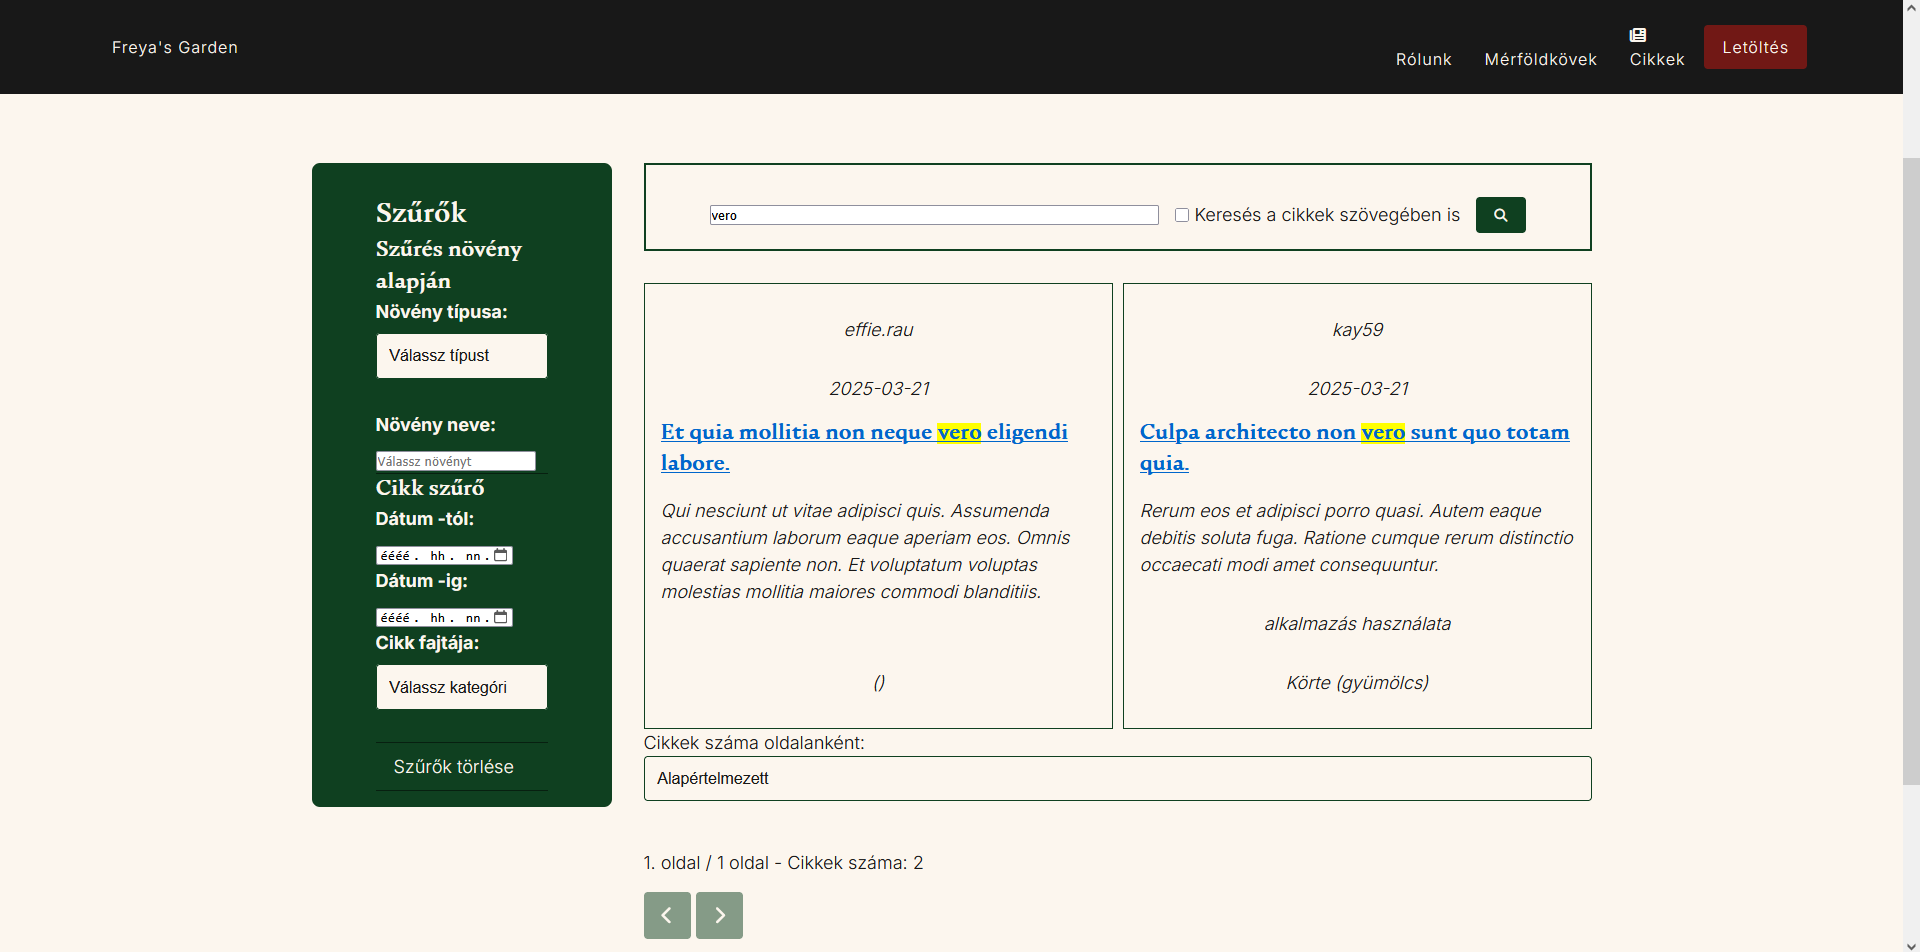 Freya's Garden
Rólunk
Mérföldkövek
Cikkek
Letöltés
Szűrők
Szűrés növény
alapján
Növény típusa:
Válassz típust
Növény neve:
Válassz növényt
Cikk szűrő
Dátum -tól:
éééé. hh. nn.
Dátum -ig:
éééé. hh. nn.
Cikk fajtája:
Válassz kategóri
Szűrők törlése
vero
Keresés a cikkek szövegében is
effie.rau
2025-03-21
Et quia mollitia non neque vero eligendi
labore.
Qui nesciunt ut vitae adipisci quis. Assumenda
accusantium laborum eaque aperiam eos. Omnis
quaerat sapiente non. Et voluptatum voluptas
molestias mollitia maiores commodi blanditiis.
()
kay59
2025-03-21
Culpa architecto non vero sunt quo totam
quia.
Rerum eos et adipisci porro quasi. Autem eaque
debitis soluta fuga. Ratione cumque rerum distinctio
occaecati modi amet consequuntur.
alkalmazás használata
Körte (gyümölcs)
Cikkek száma oldalanként:
Alapértelmezett
1. oldal / 1 oldal - Cikkek száma: 2